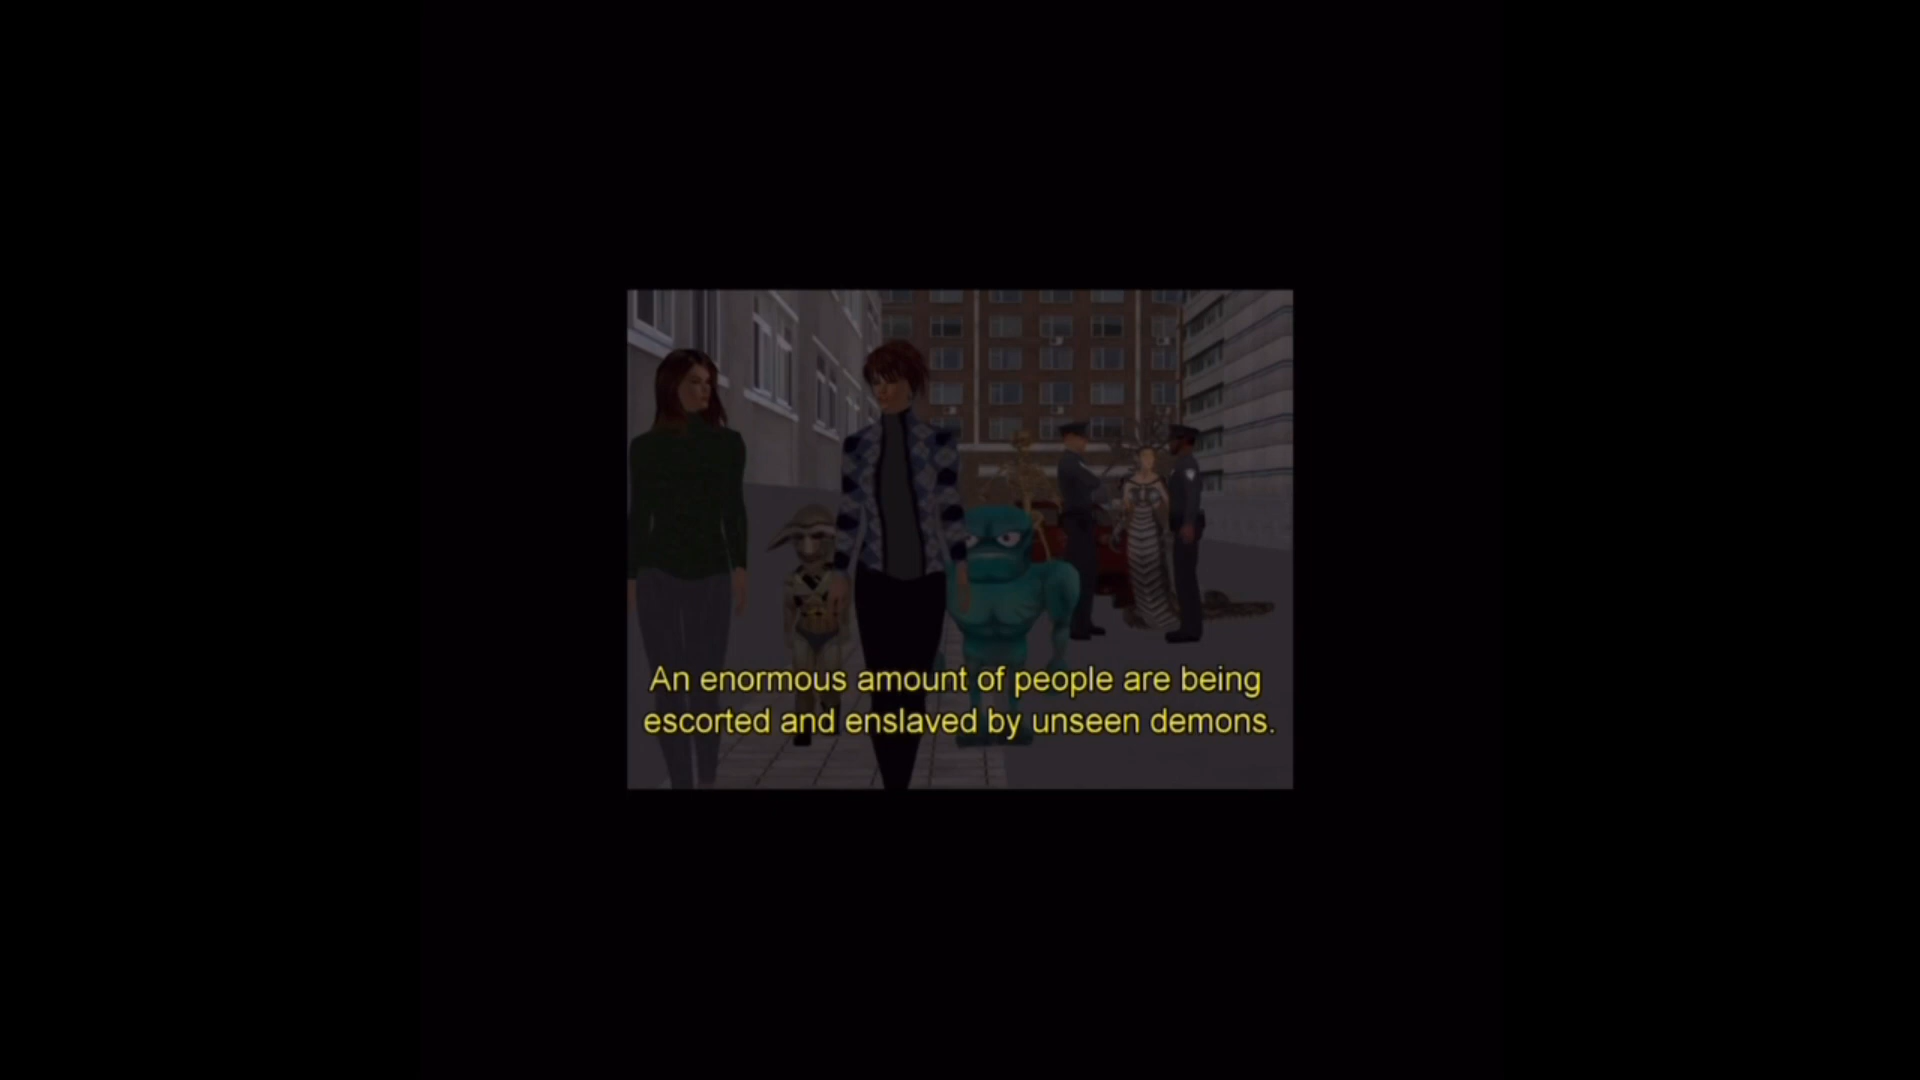 An enormous amount of people are being
escorted and enslaved by unseen demons.